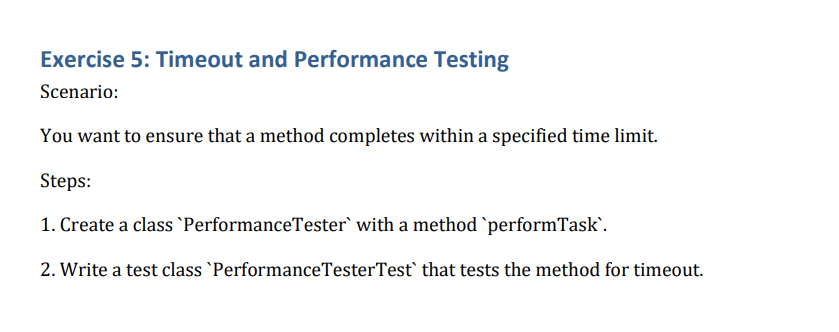 Exercise 5: Timeout and Performance Testing
Scenario:
You want to ensure that a method completes within a specified time limit.
Steps:
1. Create a class `PerformanceTester` with a method `performTask`.
2. Write a test class `PerformanceTesterTest` that tests the method for timeout.